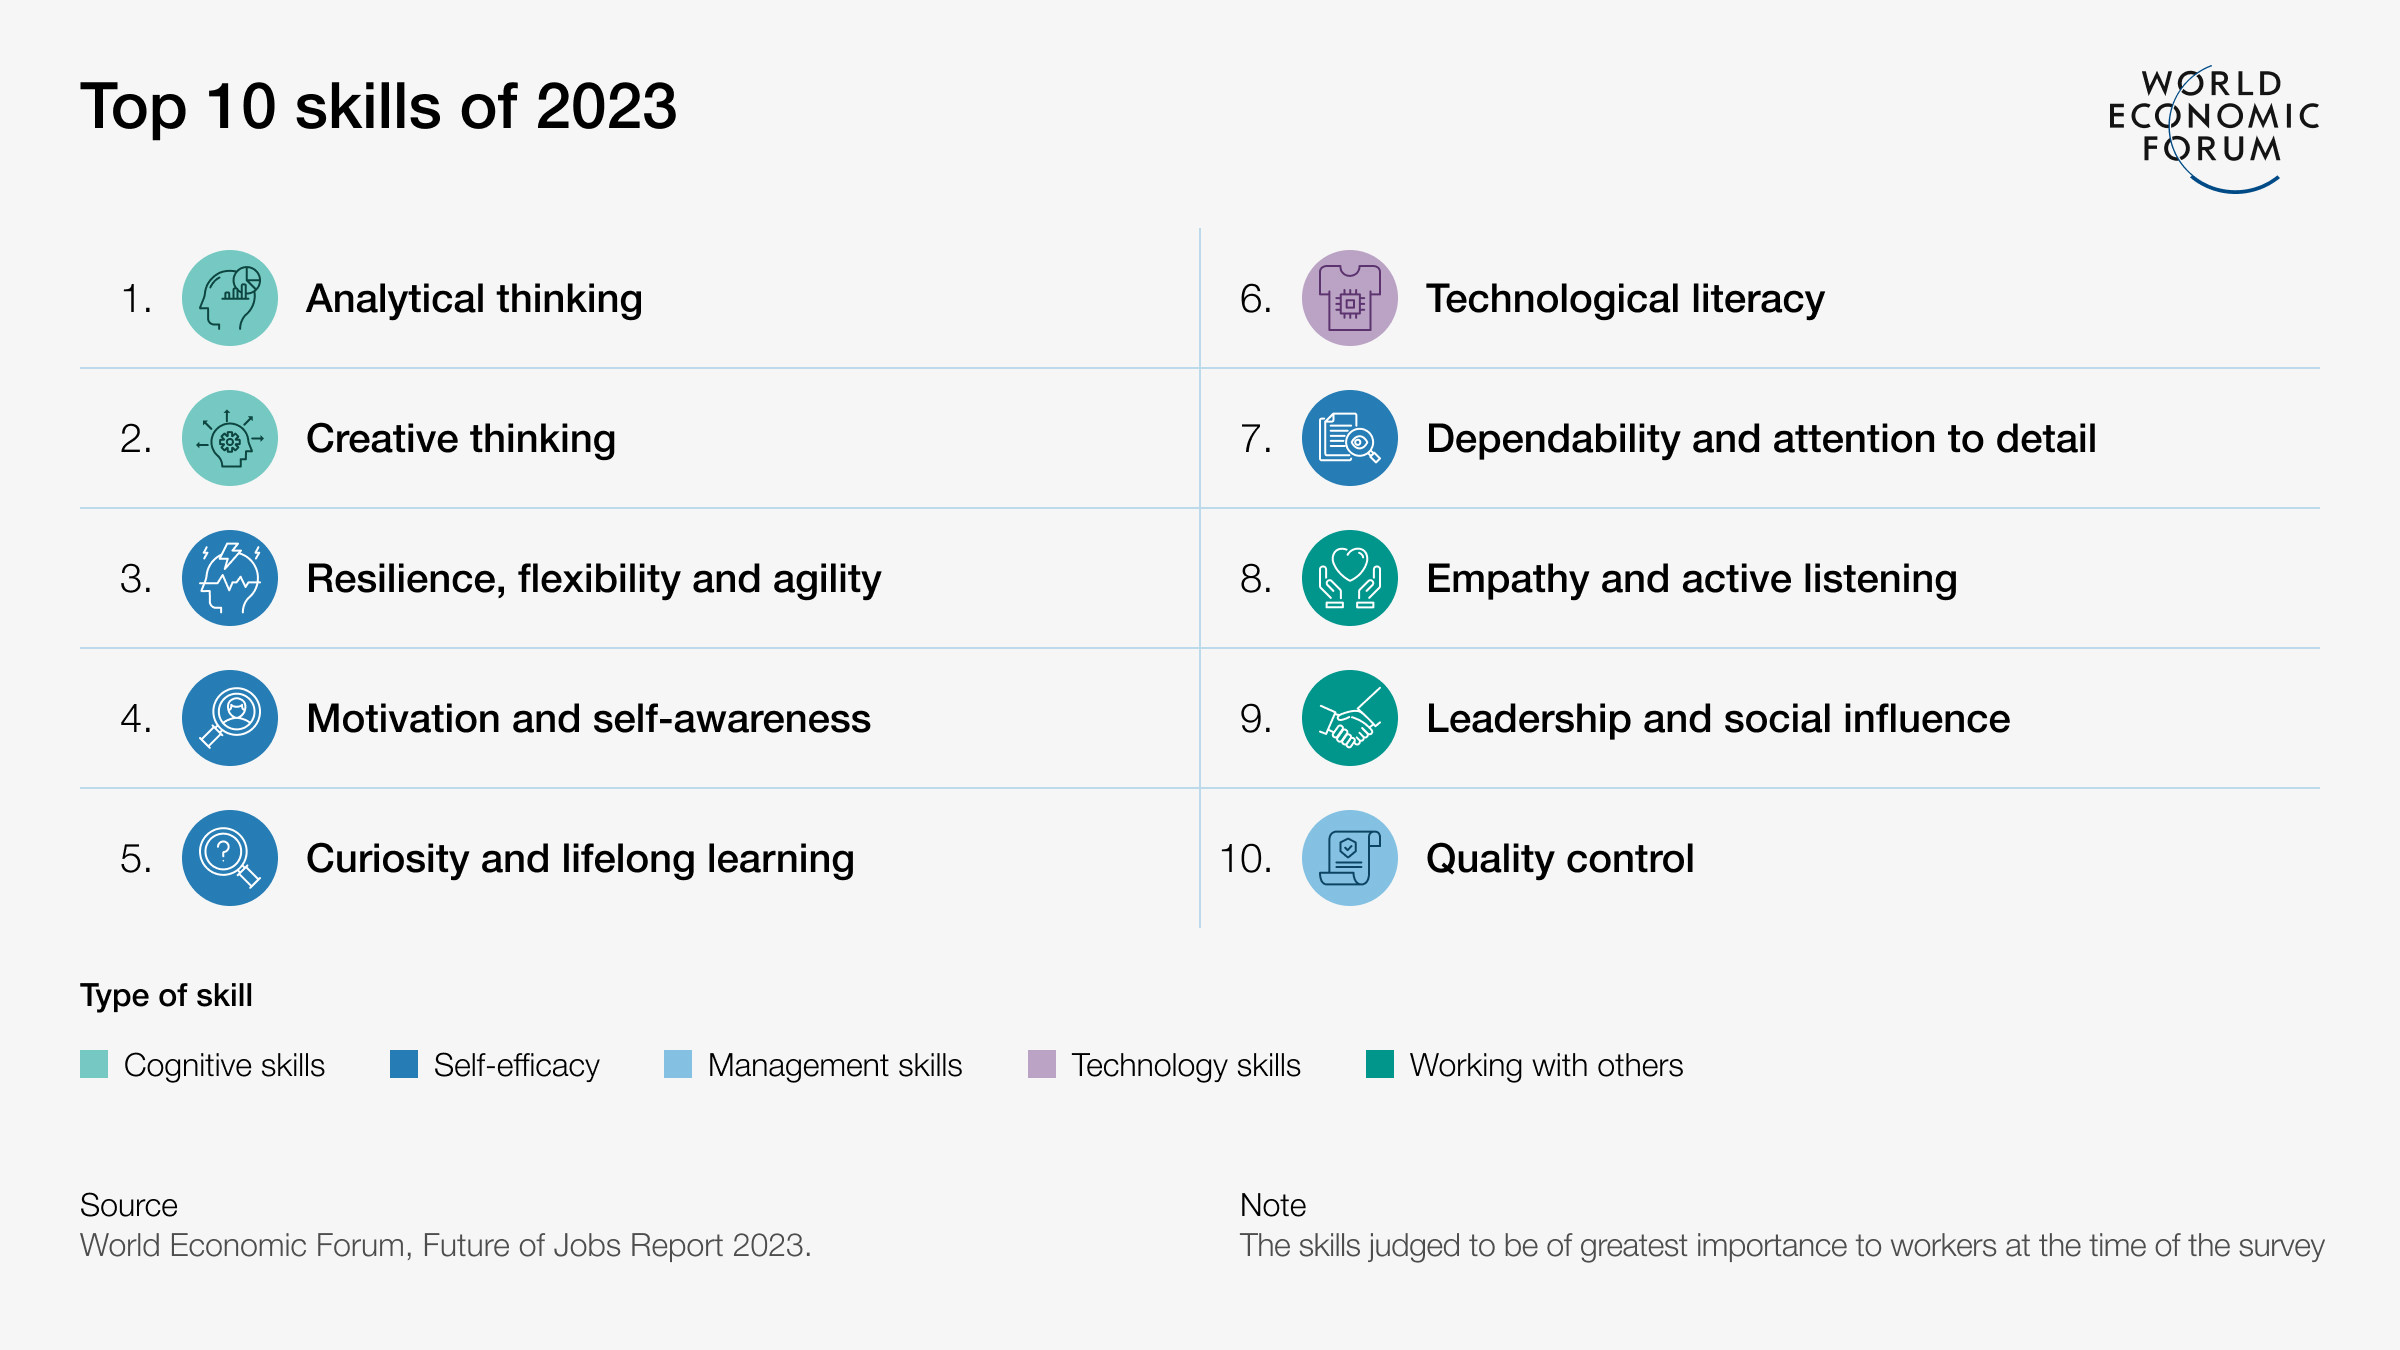 Top 10 skills of 2023
WORLD
ECONOMIC
FORUM
1. Analytical thinking
2. Creative thinking
3. Resilience, flexibility and agility
4. Motivation and self-awareness
5. Curiosity and lifelong learning
6. Technological literacy
7. Dependability and attention to detail
8. Empathy and active listening
9. Leadership and social influence
10. Quality control
Type of skill
Cognitive skills Self-efficacy Management skills Technology skills Working with others
Source
World Economic Forum, Future of Jobs Report 2023.
Note
The skills judged to be of greatest importance to workers at the time of the survey